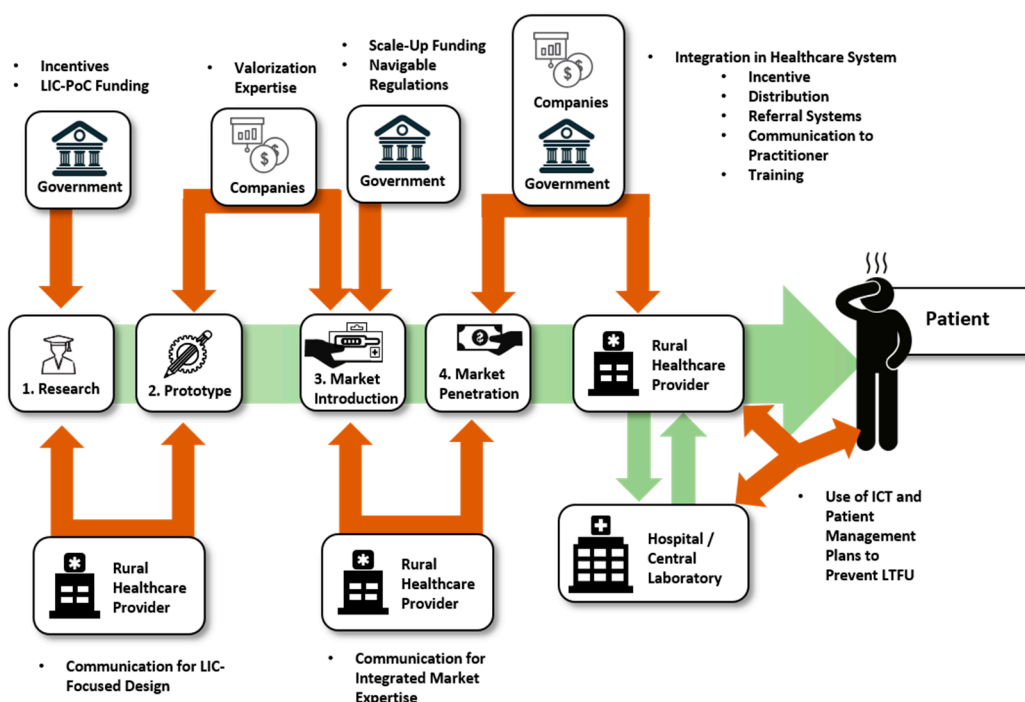 • Incentives
• LIC-PoC Funding
Government
• Valorization
Expertise
Companies
• Scale-Up Funding
• Navigable
Regulations
Government
Companies
Government
• Integration in Healthcare System
• Incentive
• Distribution
• Referral Systems
• Communication to
Practitioner
• Training
1. Research
2. Prototype
3. Market
Introduction
4. Market
Penetration
Rural
Healthcare
Provider
Patient
Rural
Healthcare
Provider
• Communication for LIC-
Focused Design
Rural
Healthcare
Provider
• Communication for
Integrated Market
Expertise
Hospital /
Central
Laboratory
• Use of ICT and
Patient
Management
Plans to
Prevent LTFU